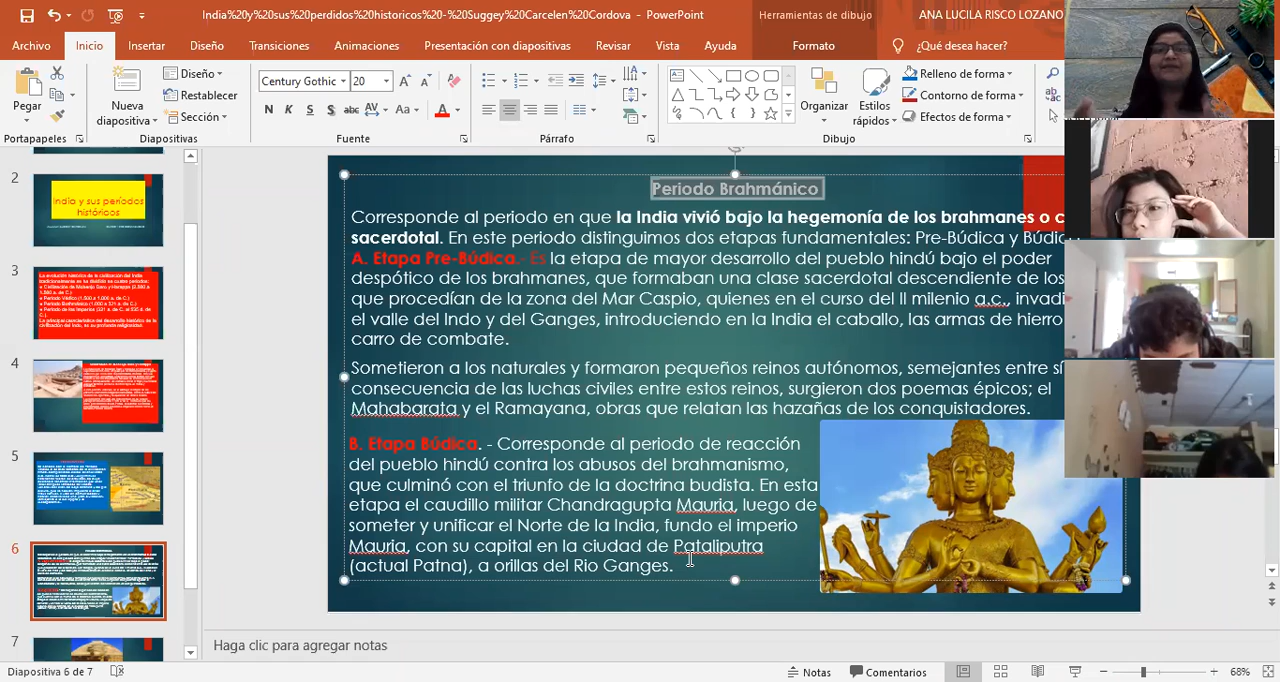 India%20y%20sus%20perdidos%20historicos%20-%20Suggey%20Carcelen%20Cordova - PowerPoint
Herramientas de dibujo
ANA LUCILA RISCO LOZANO
Archivo
Inicio
Insertar
Diseño
Transiciones
Animaciones
Presentación con diapositivas
Revisar
Vista
Ayuda
Formato
¿Qué desea hacer?
Pegar
Nueva diapositiva
Diseño
Restablecer
Sección
Century Gothic
20
N K S S abc AV Aa A
Organizar
Estilos rápidos
Relleno de forma
Contorno de forma
Efectos de forma
Portapapeles
Diapositivas
Fuente
Párrafo
Dibujo
2
India y sus períodos
históricos
3
4
5
6
7
Periodo Brahmánico
Corresponde al periodo en que la India vivió bajo la hegemonía de los brahmanes o c
sacerdotal. En este periodo distinguimos dos etapas fundamentales: Pre-Búdica y Búdic
A. Etapa Pre-Búdica.- Es la etapa de mayor desarrollo del pueblo hindú bajo el poder
despótico de los brahmanes, que formaban una clase sacerdotal descendiente de los
que procedían de la zona del Mar Caspio, quienes en su curso del II milenio a.c., invadi
el valle del Indo y el Ganges, introduciendo en la India el caballo, las armas de hierro
carro de combate.
Sometieron a los naturales y formaron pequeños reinos autónomos, semejantes entre sí
consecuencia de las luchas civiles entre estos reinos, surgieron dos poemas épicos; el
Mahabarata y el Ramayana, obras que relatan las hazañas de los conquistadores.
B. Etapa Búdica. - Corresponde al periodo de reacción
del pueblo hindú contra los abusos del brahmanismo,
que culminó con el triunfo de la doctrina budista. En esta
etapa el caudillo militar Chandragupta Mauria, luego de
someter y unificar el Norte de la India, fundo el imperio
Mauria, con su capital en la ciudad de Pataliputra
(actual Patna), a orillas del Rio Ganges.
Haga clic para agregar notas
Diapositiva 6 de 7
Notas
Comentarios
68%